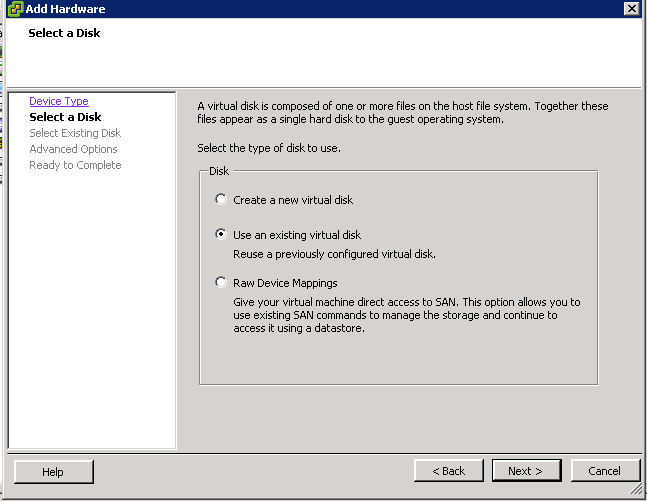 Add Hardware
Select a Disk
Device Type
Select a Disk
Select Existing Disk
Advanced Options
Ready to Complete
A virtual disk is composed of one or more files on the host file system. Together these
files appear as a single hard disk to the guest operating system.
Select the type of disk to use.
Disk
Create a new virtual disk
Use an existing virtual disk
Reuse a previously configured virtual disk.
Raw Device Mappings
Give your virtual machine direct access to SAN. This option allows you to
use existing SAN commands to manage the storage and continue to
access it using a datastore.
Help
< Back
Next >
Cancel